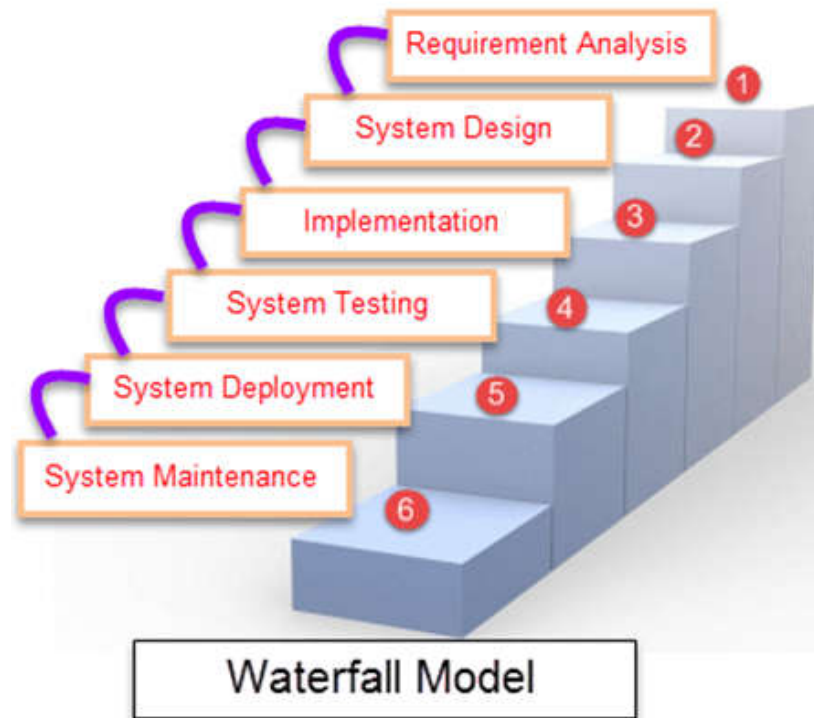 Requirement Analysis
1
System Design
2
Implementation
3
System Testing
4
System Deployment
5
System Maintenance
6
Waterfall Model